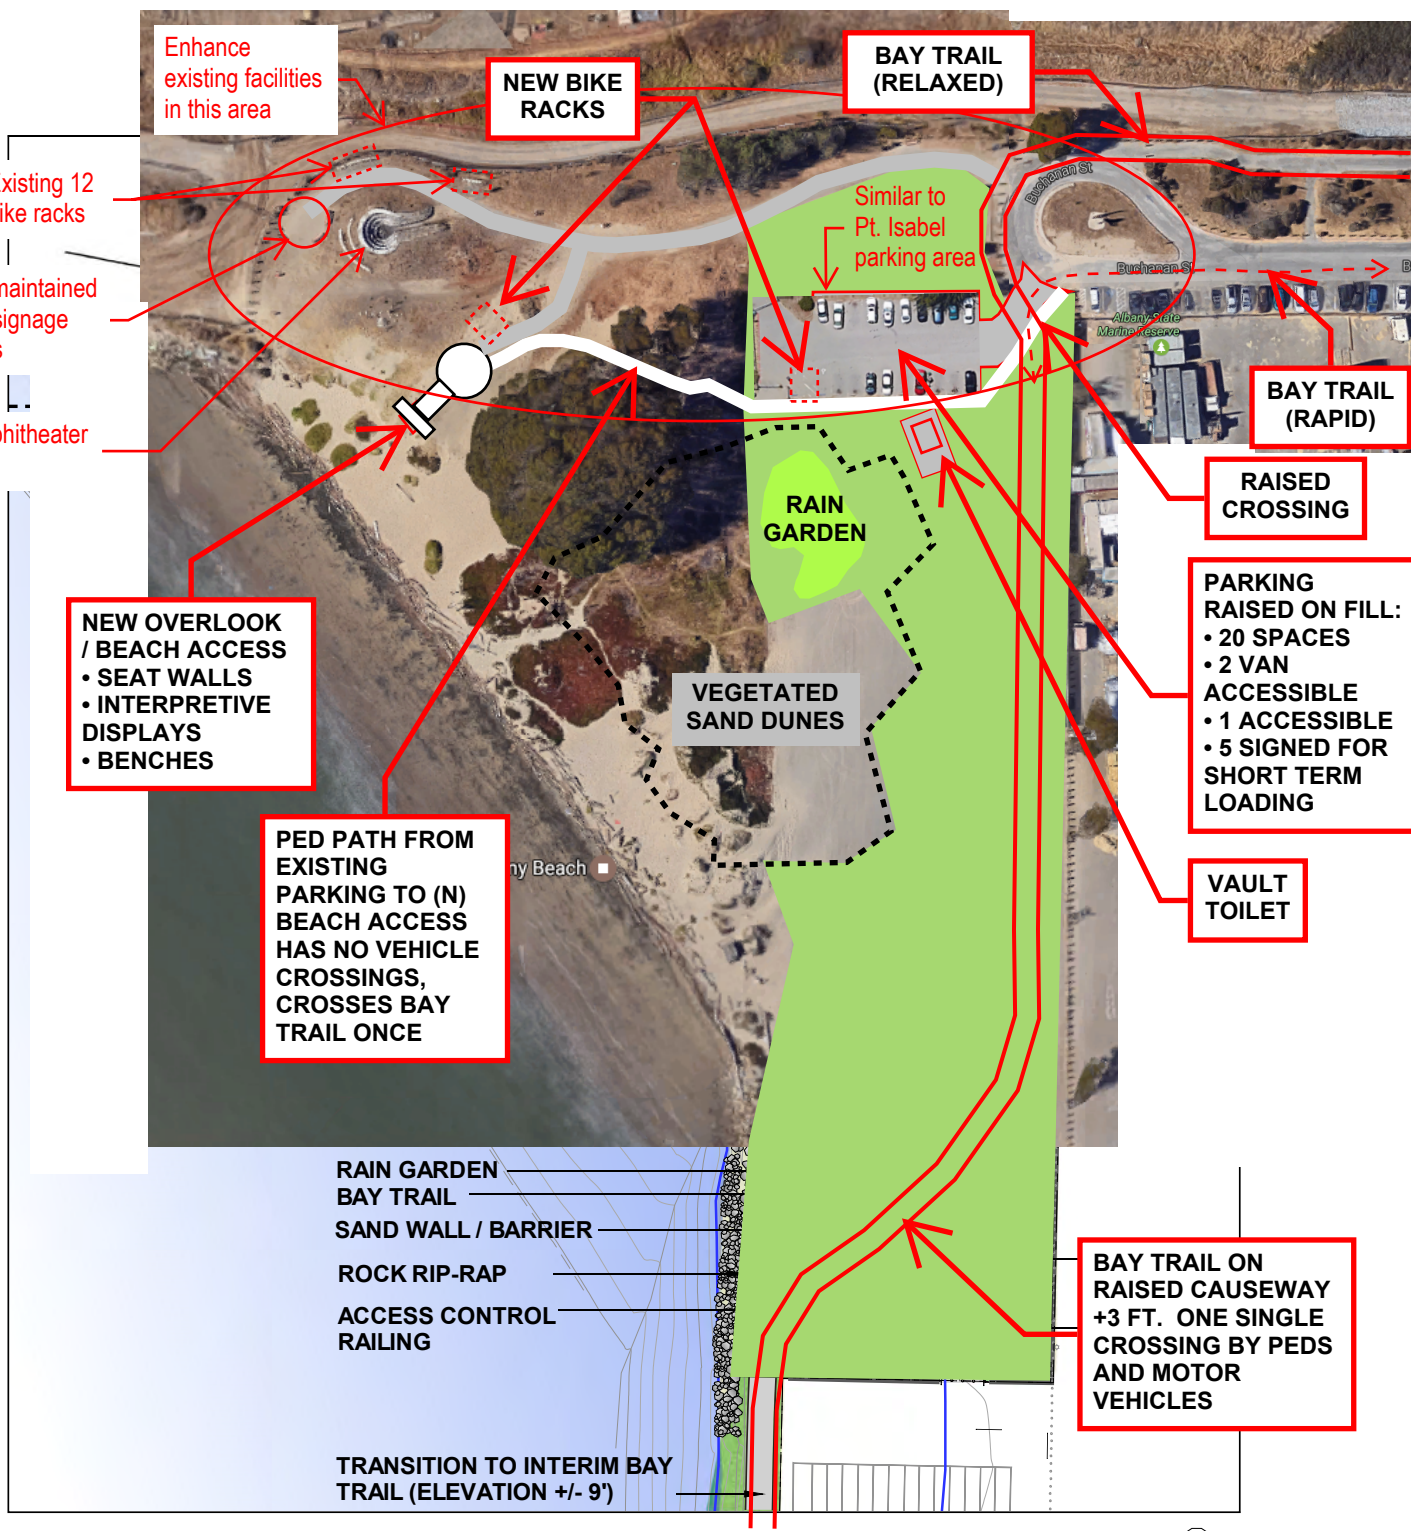 Enhance
existing facilities
in this area
NEW BIKE
RACKS
BAY TRAIL
(RELAXED)
Existing 12
bike racks
maintained
signage
Similar to
Pt. Isabel
parking area
Buchanan St
Buchanan St
B
Albany State
Marine Reserve
BAY TRAIL
(RAPID)
phitheater
RAISED
CROSSING
RAIN
GARDEN
PARKING
RAISED ON FILL:
• 20 SPACES
• 2 VAN
ACCESSIBLE
• 1 ACCESSIBLE
• 5 SIGNED FOR
SHORT TERM
LOADING
NEW OVERLOOK
/ BEACH ACCESS
• SEAT WALLS
• INTERPRETIVE
DISPLAYS
• BENCHES
VEGETATED
SAND DUNES
PED PATH FROM
EXISTING
PARKING TO (N)
BEACH ACCESS
HAS NO VEHICLE
CROSSINGS,
CROSSES BAY
TRAIL ONCE
ny Beach
VAULT
TOILET
RAIN GARDEN
BAY TRAIL
SAND WALL / BARRIER
ROCK RIP-RAP
ACCESS CONTROL
RAILING
BAY TRAIL ON
RAISED CAUSEWAY
+3 FT. ONE SINGLE
CROSSING BY PEDS
AND MOTOR
VEHICLES
TRANSITION TO INTERIM BAY
TRAIL (ELEVATION +/- 9')